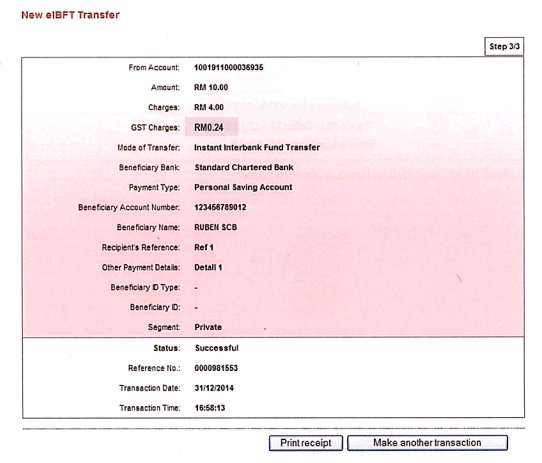 New eIBFT Transfer
Step 3/3
From Account: 1001911000036935
Amount: RM 10.00
Charges: RM 4.00
GST Charges: RM0.24
Mode of Transfer: Instant Interbank Fund Transfer
Beneficiary Bank: Standard Chartered Bank
Payment Type: Personal Saving Account
Beneficiary Account Number: 123456789012
Beneficiary Name: RUBEN SCB
Recipient's Reference: Ref 1
Other Payment Details: Detail 1
Beneficiary ID Type: -
Beneficiary ID: -
Segment: Private
Status: Successful
Reference No.: 0000981553
Transaction Date: 31/12/2014
Transaction Time: 16:58:13
Print receipt Make another transaction